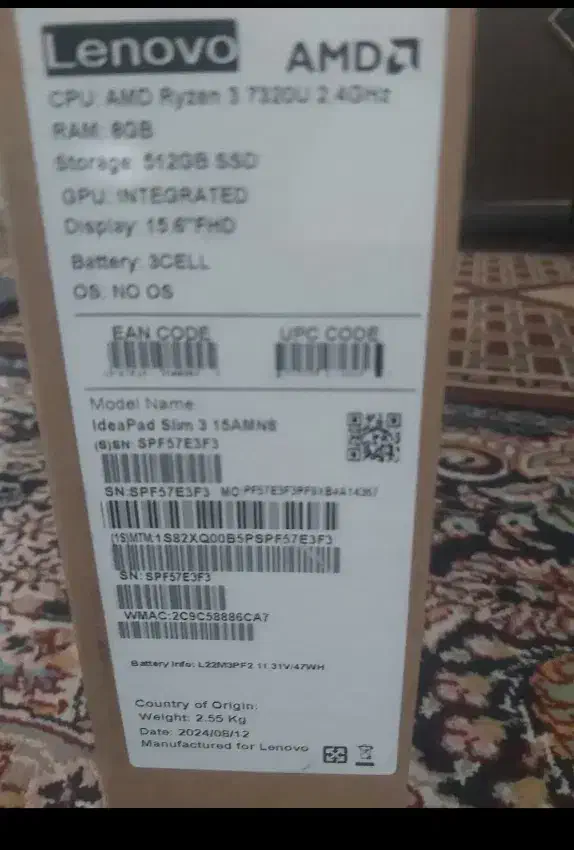 Lenovo AMD
CPU: AMD Ryzen 3 7320U 2.4GHz
RAM: 8GB
Storage: 512GB SSD
GPU: INTEGRATED
Display: 15.6"FHD
Battery: 3CELL
OS: NO OS
EAN CODE UPC CODE
Model Name
IdeaPad Slim 3 15AMN8
(S)SN: SPF57E3F3
SN:SPF57E3F3
(1S)MTM:1S82XQ00B5PSPF57E3F3
SN: SPF57E3F3
WMAC:2C9C58886CA7
Battery Info: L22M3PF2 11.31V/47WH
Country of Origin:
Weight: 2.55 Kg
Date: 2024/08/12
Manufactured for Lenovo